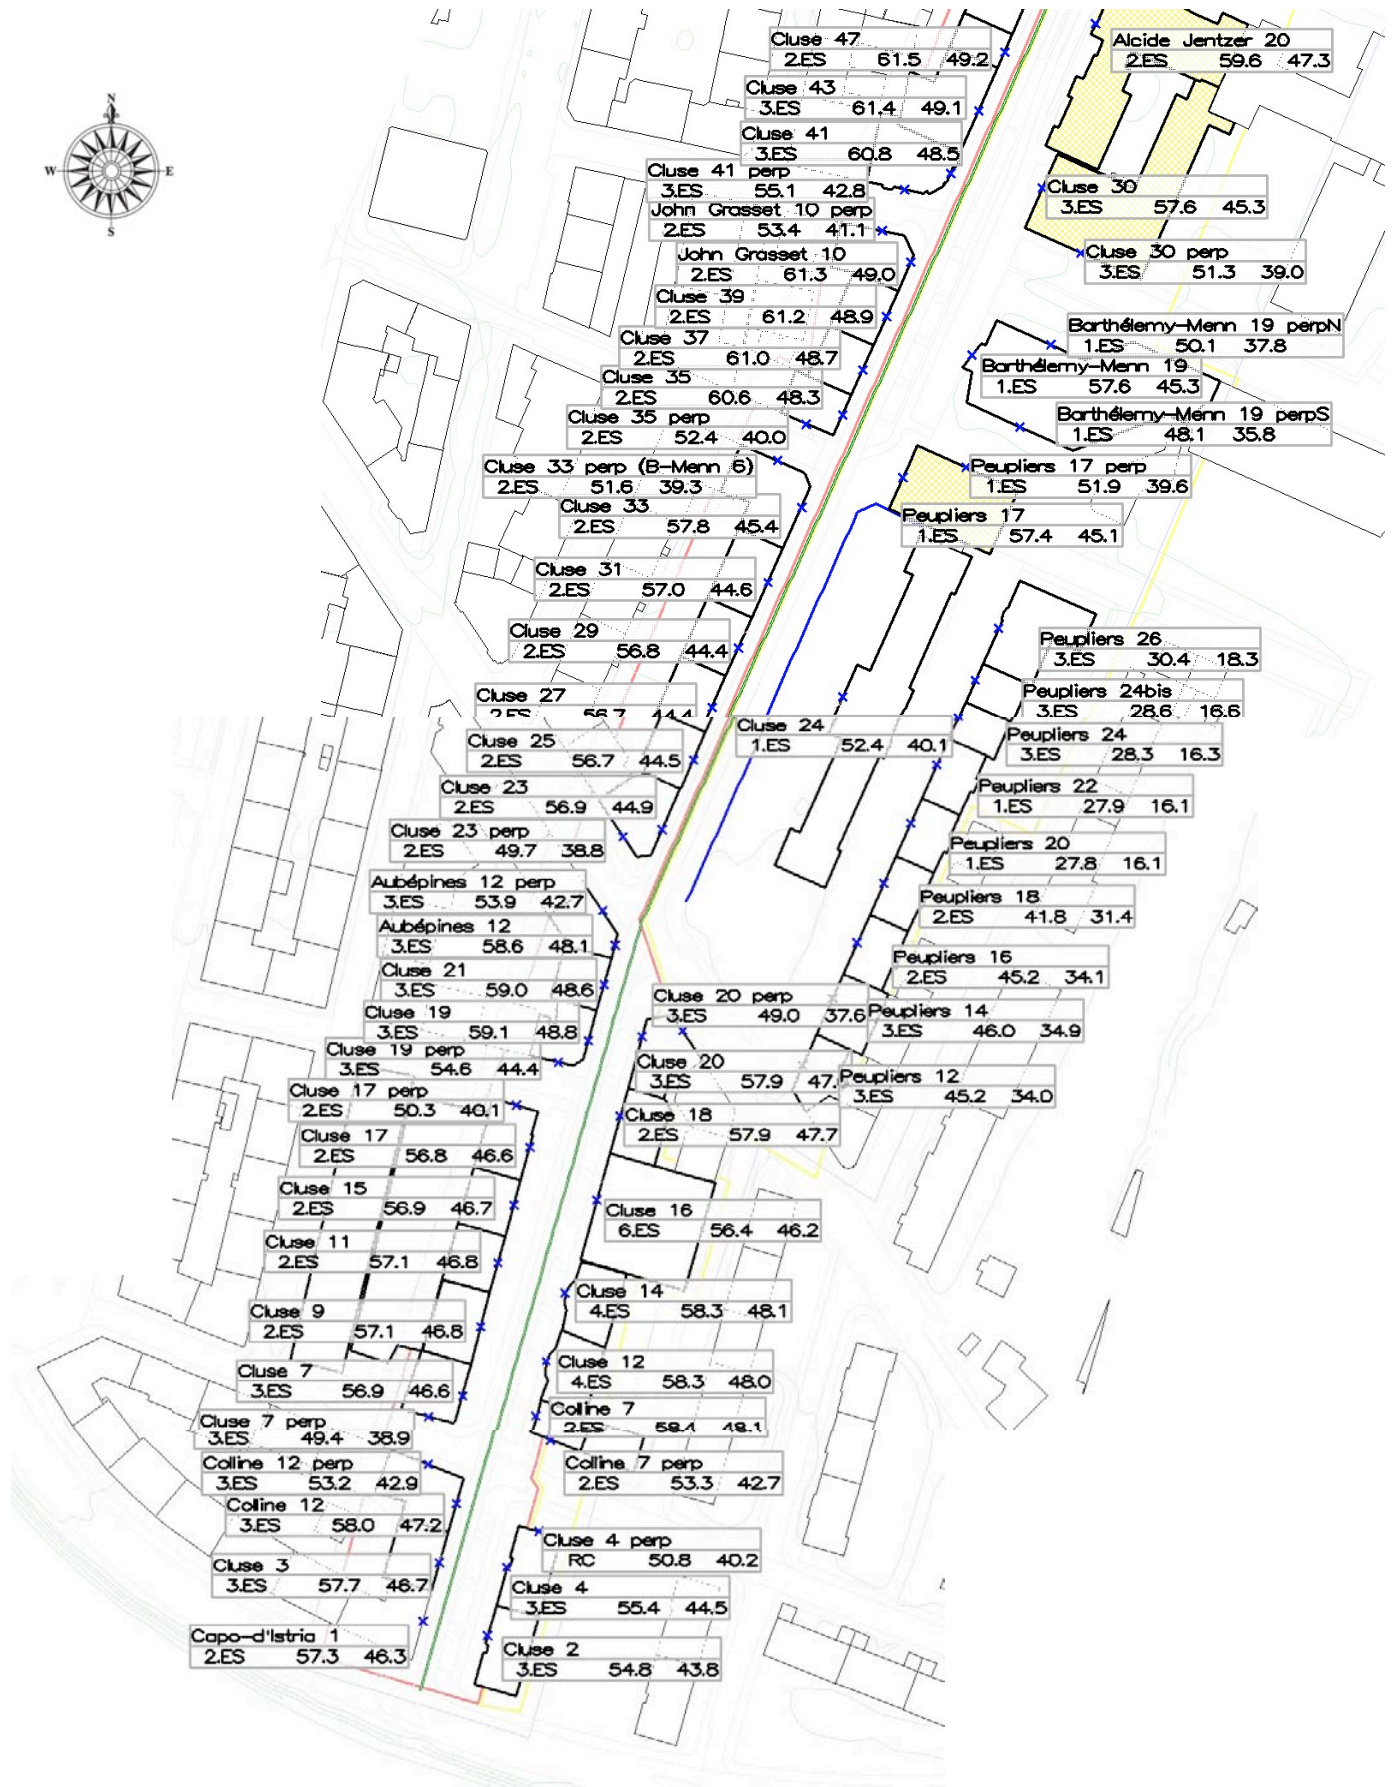 N
W
E
S
Cluse 47
2.ES 61.5 49.2
Alcide Jentzer 20
2.ES 59.6 47.3
Cluse 43
3.ES 61.4 49.1
Cluse 41
3.ES 60.8 48.5
Cluse 41 perp
3.ES 55.1 42.8
Cluse 30
3.ES 57.6 45.3
John Grasset 10 perp
2.ES 53.4 41.1
John Grasset 10
2.ES 61.3 49.0
Cluse 30 perp
3.ES 51.3 39.0
Cluse 39
2.ES 61.2 48.9
Cluse 37
2.ES 61.0 48.7
Barthélemy-Menn 19 perpN
1.ES 50.1 37.8
Barthélemy-Menn 19
1.ES 57.6 45.3
Cluse 35
2.ES 60.6 48.3
Cluse 35 perp
2.ES 52.4 40.0
Barthélemy-Menn 19 perpS
1.ES 48.1 35.8
Cluse 33 perp (B-Menn 6)
2.ES 51.6 39.3
Peupliers 17 perp
1.ES 51.9 39.6
Cluse 33
2.ES 57.8 45.4
Peupliers 17
1.ES 57.4 45.1
Cluse 31
2.ES 57.0 44.6
Cluse 29
2.ES 56.8 44.4
Peupliers 26
3.ES 30.4 18.3
Cluse 27
2.ES 56.7 44.4
Peupliers 24bis
3.ES 28.6 16.6
Cluse 24
1.ES 52.4 40.1
Peupliers 24
3.ES 28.3 16.3
Cluse 25
2.ES 56.7 44.5
Cluse 23
2.ES 56.9 44.9
Peupliers 22
1.ES 27.9 16.1
Cluse 23 perp
2.ES 49.7 38.8
Peupliers 20
1.ES 27.8 16.1
Aubépines 12 perp
3.ES 53.9 42.7
Peupliers 18
2.ES 41.8 31.4
Aubépines 12
3.ES 58.6 48.1
Cluse 21
3.ES 59.0 48.6
Peupliers 16
2.ES 45.2 34.1
Cluse 20 perp
3.ES 49.0 37.6
Cluse 19
3.ES 59.1 48.8
Peupliers 14
3.ES 46.0 34.9
Cluse 19 perp
3.ES 54.6 44.4
Cluse 20
3.ES 57.9 47.
Peupliers 12
3.ES 45.2 34.0
Cluse 17 perp
2.ES 50.3 40.1
Cluse 18
2.ES 57.9 47.7
Cluse 17
2.ES 56.8 46.6
Cluse 15
2.ES 56.9 46.7
Cluse 16
6.ES 56.4 46.2
Cluse 11
2.ES 57.1 46.8
Cluse 14
4.ES 58.3 48.1
Cluse 9
2.ES 57.1 46.8
Cluse 12
4.ES 58.3 48.0
Cluse 7
3.ES 56.9 46.6
Colline 7
2.ES 58.4 48.1
Cluse 7 perp
3.ES 49.4 38.9
Colline 12 perp
3.ES 53.2 42.9
Colline 7 perp
2.ES 53.3 42.7
Colline 12
3.ES 58.0 47.2
Cluse 4 perp
RC 50.8 40.2
Cluse 3
3.ES 57.7 46.7
Cluse 4
3.ES 55.4 44.5
Capo-d'Istria 1
2.ES 57.3 46.3
Cluse 2
3.ES 54.8 43.8